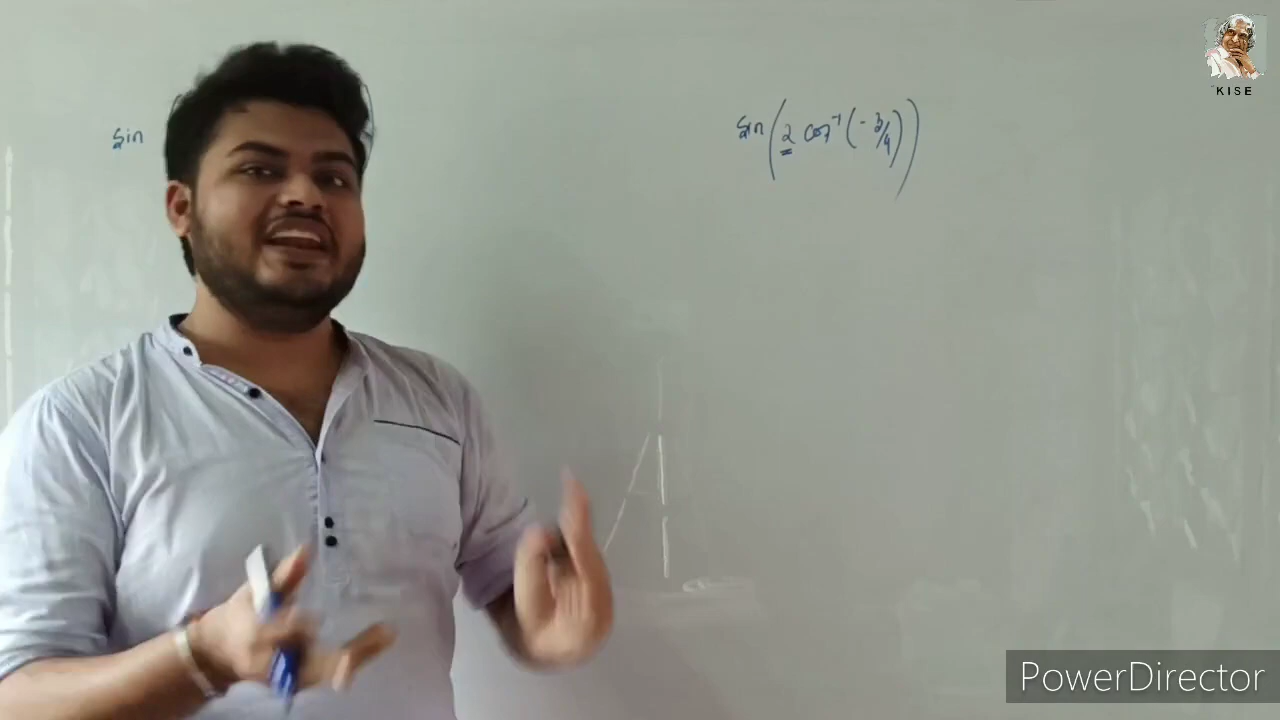 KISE
sin sin(2 cos⁻¹(-3/4))
PowerDirector